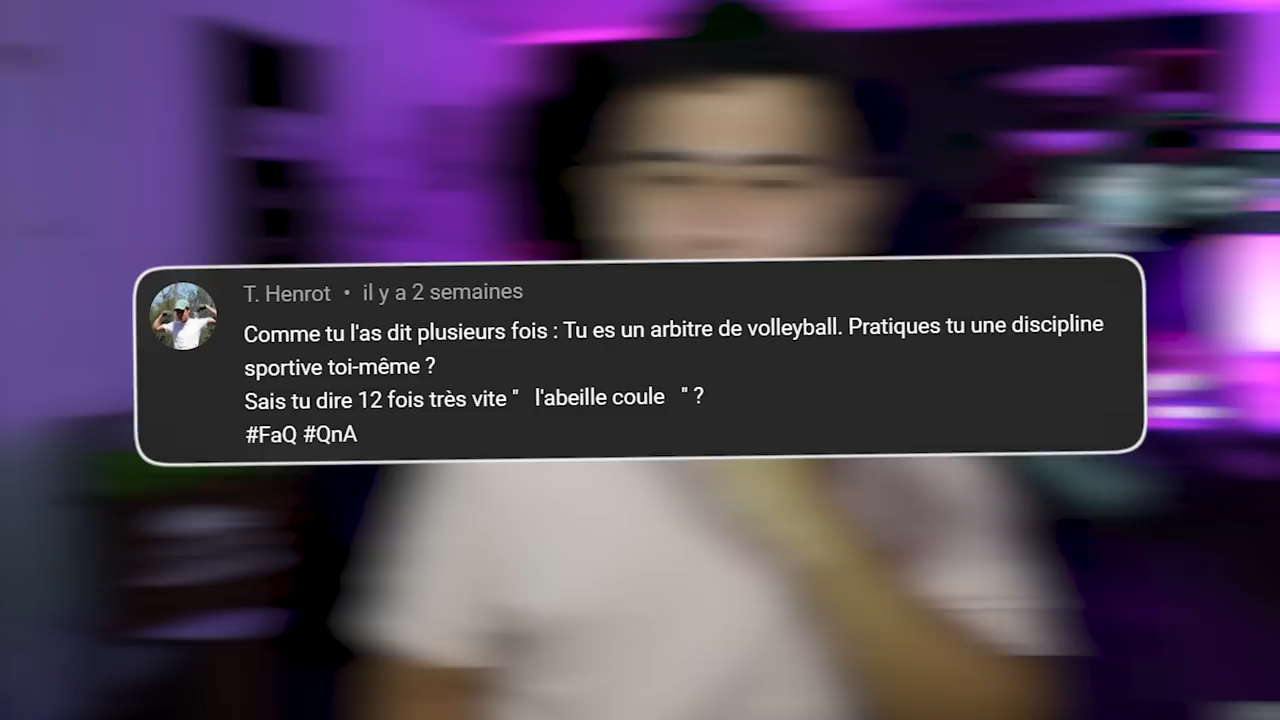 T. Henrot • il y a 2 semaines
Comme tu l'as dit plusieurs fois : Tu es un arbitre de volleyball. Pratiques tu une discipline
sportive toi-même ?
Sais tu dire 12 fois très vite "   l'abeille coule   " ?
#FaQ #QnA